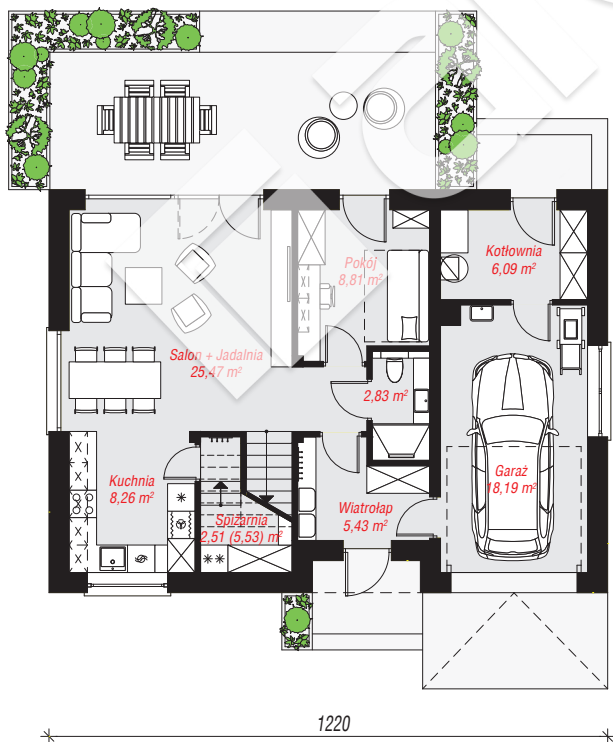 Pokój
8,81 m²
Kotłownia
6,09 m²
Salon + Jadalnia
25,47 m²
2,83 m²
Kuchnia
8,26 m²
Garaż
18,19 m²
Wiatrołap
5,43 m²
Spiżarnia
2,51 (5,53) m²
1220